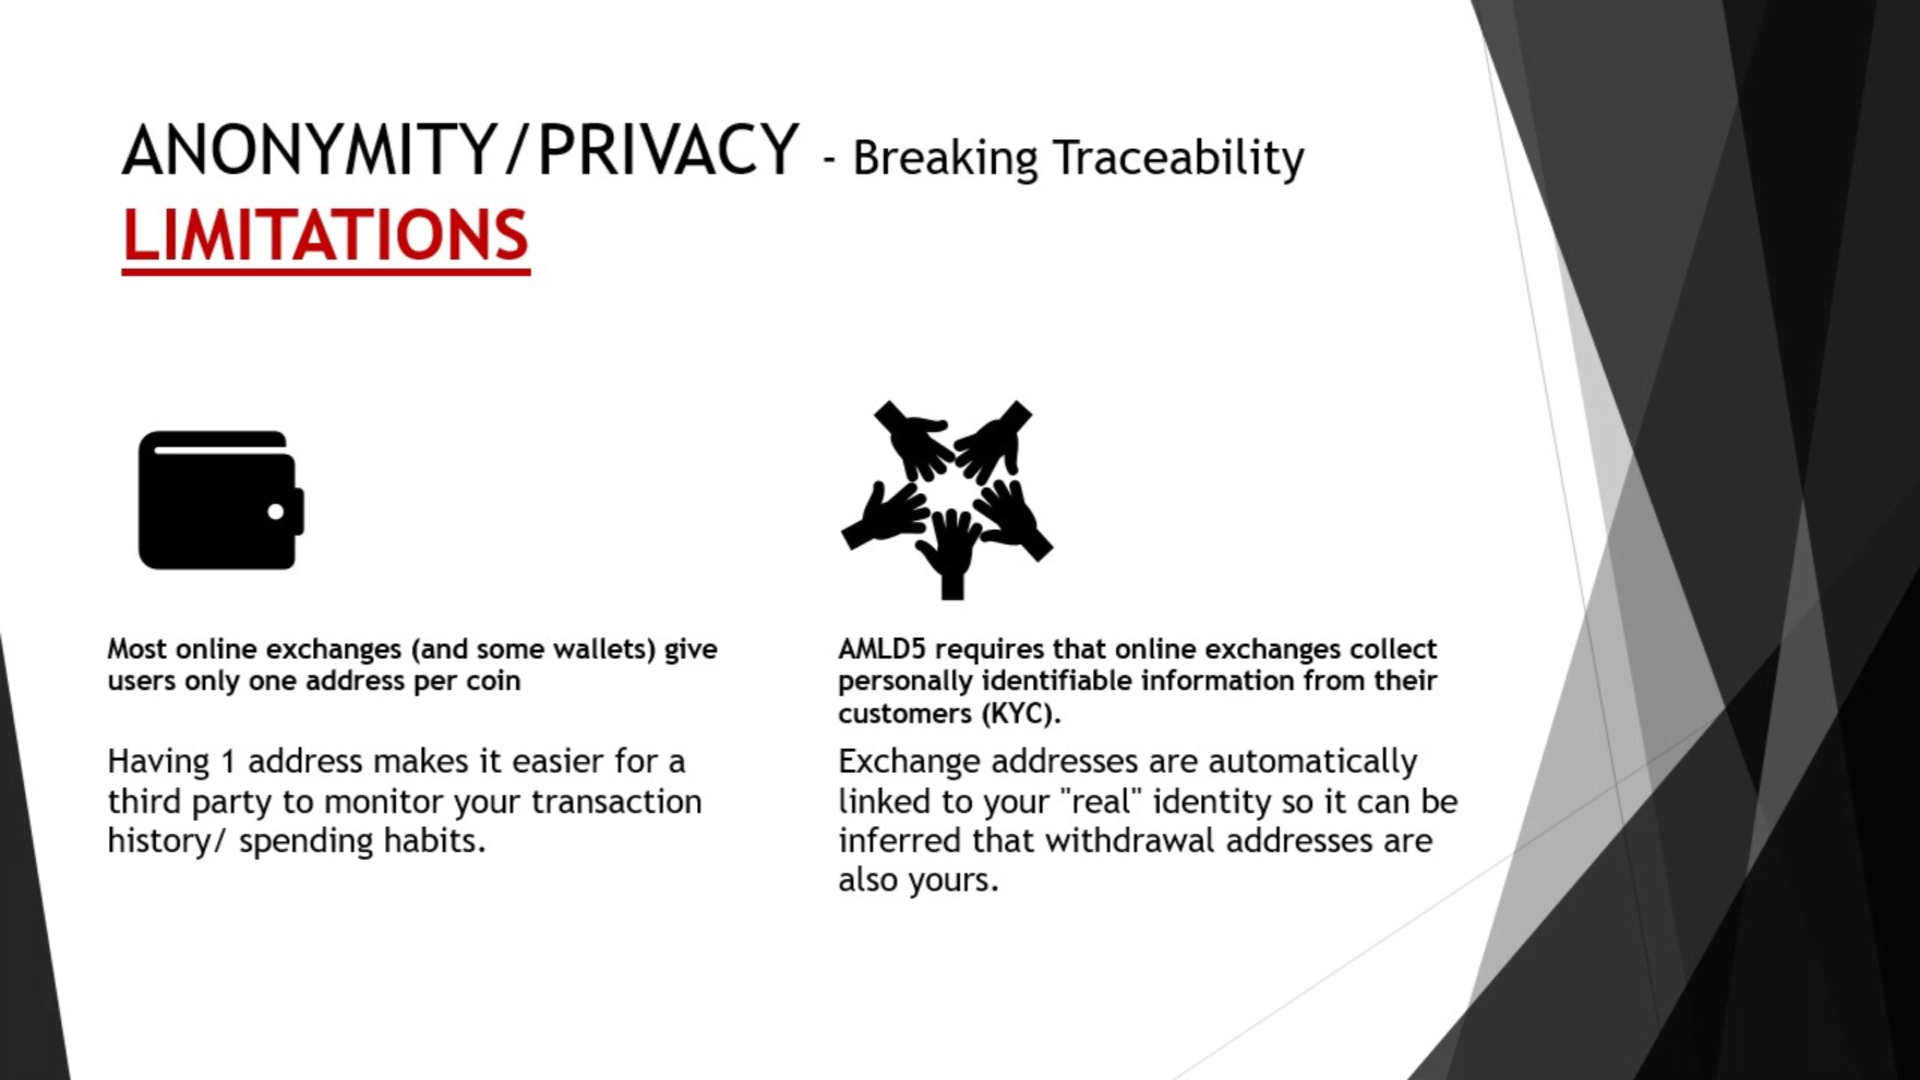 ANONYMITY/PRIVACY - Breaking Traceability
LIMITATIONS
Most online exchanges (and some wallets) give
users only one address per coin
Having 1 address makes it easier for a
third party to monitor your transaction
history/ spending habits.
AMLD5 requires that online exchanges collect
personally identifiable information from their
customers (KYC).
Exchange addresses are automatically
linked to your "real" identity so it can be
inferred that withdrawal addresses are
also yours.